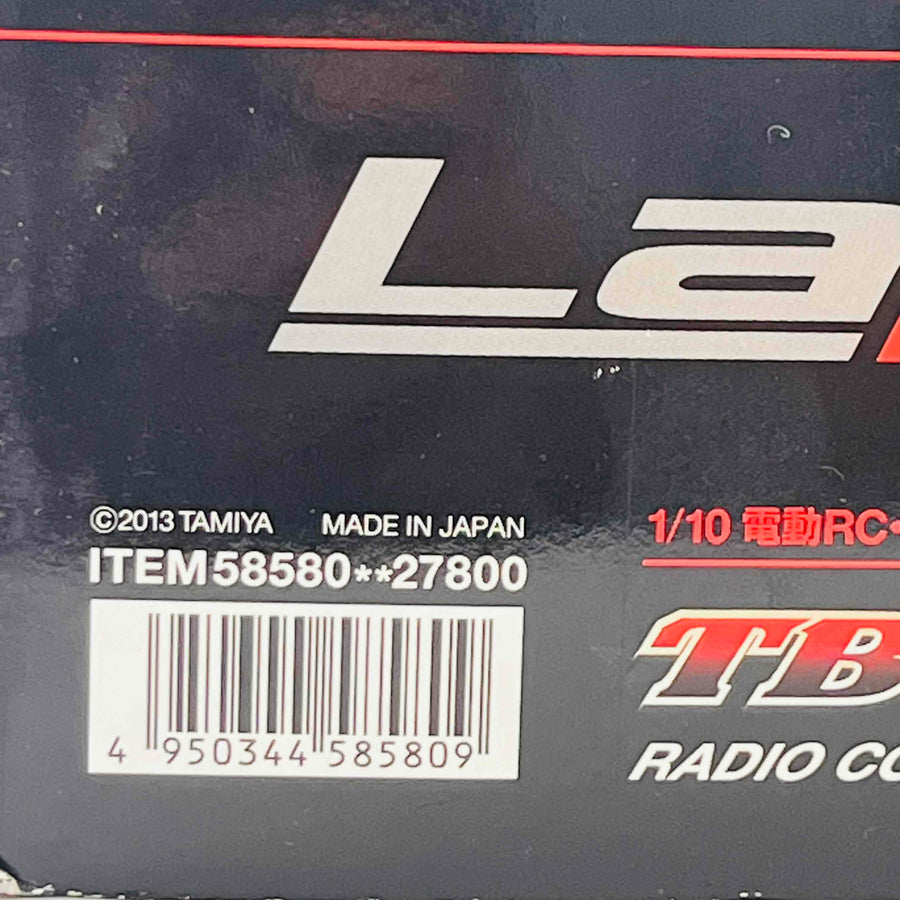 La
©2013 TAMIYA MADE IN JAPAN
ITEM58580**27800
4 950344 585809
1/10 電動RC
TB
RADIO